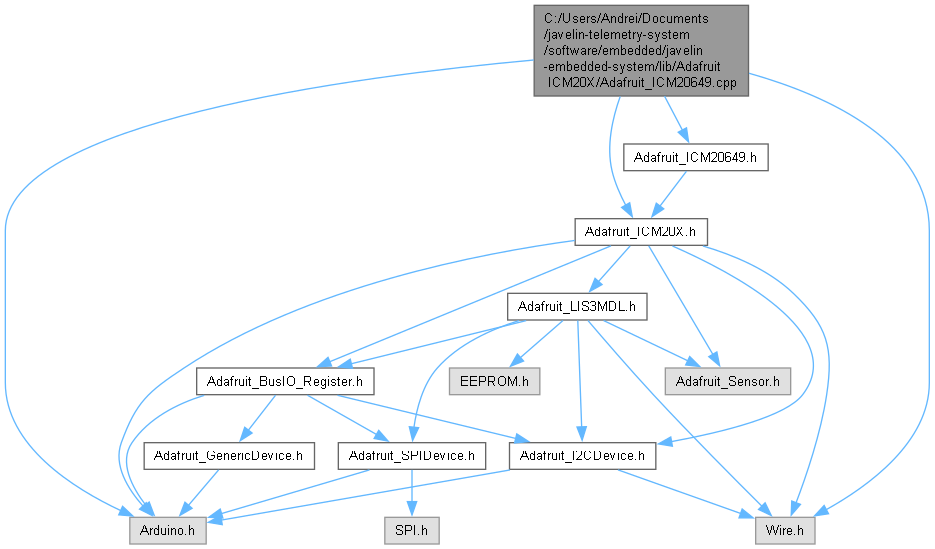 C:/Users/Andrei/Documents
/javelin-telemetry-system
/software/embedded/javelin
-embedded-system/lib/Adafruit
ICM20X/Adafruit_ICM20649.cpp
Adafruit_ICM20649.h
Adafruit_ICM20X.h
Adafruit_LIS3MDL.h
Adafruit_BusIO_Register.h
EEPROM.h
Adafruit_Sensor.h
Adafruit_GenericDevice.h
Adafruit_SPIDevice.h
Adafruit_I2CDevice.h
Arduino.h
SPI.h
Wire.h